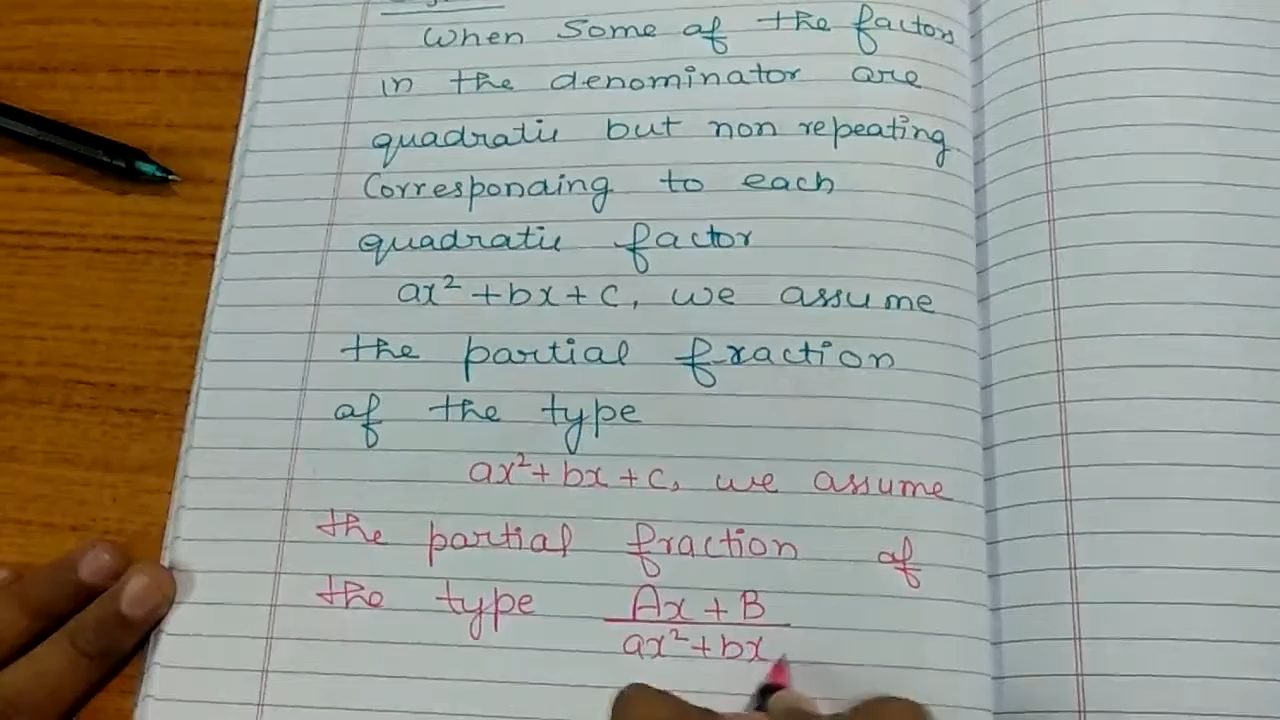 When some of the factors
in the denominator are
quadratic but non repeating
Corresponding to each
quadratic factor
ax² + bx + c, we assume
the partial fraction
of the type
ax² + bx + c, we assume
the partial fraction of
the type Ax + B
ax² + bx